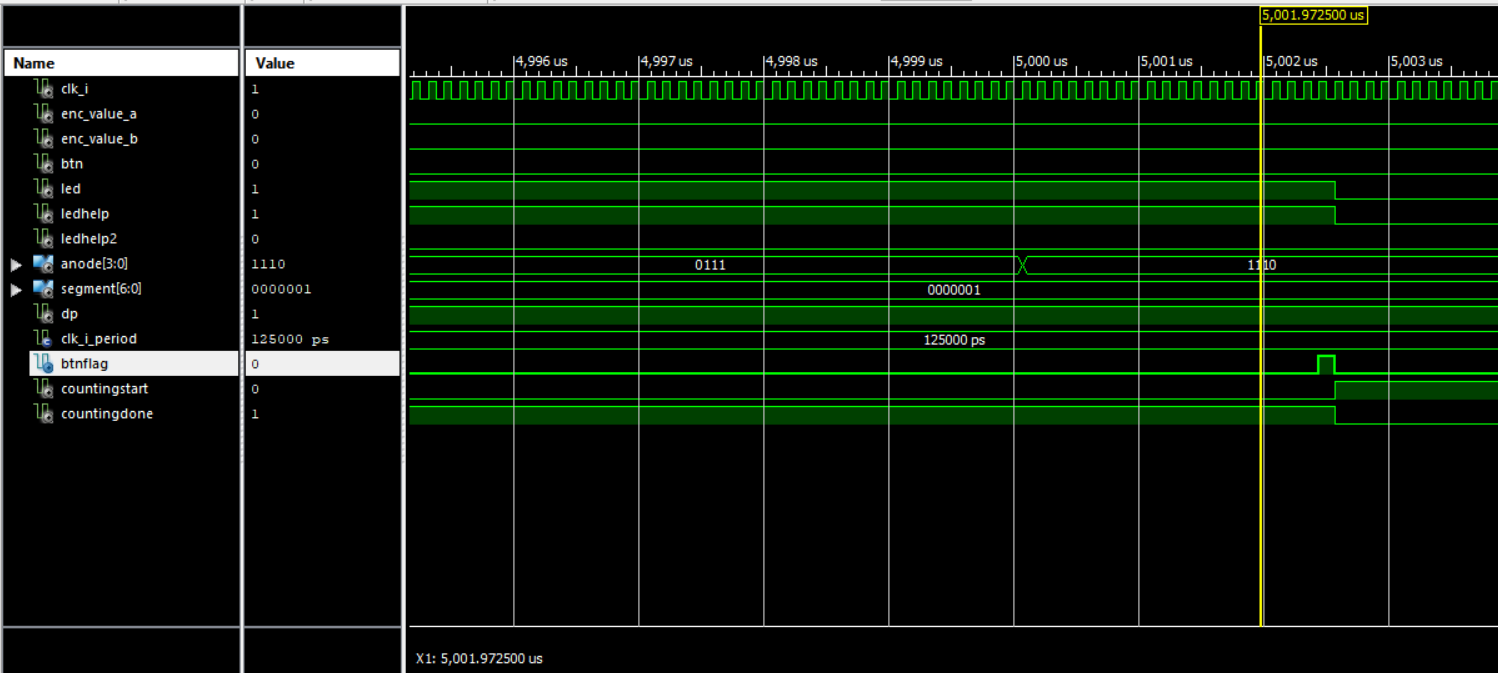 5,001.972500 us
Name Value
4,996 us 4,997 us 4,998 us 4,999 us 5,000 us 5,001 us 5,002 us 5,003 us
clk_i 1
enc_value_a 0
enc_value_b 0
btn 0
led 1
ledhelp 1
ledhelp2 0
anode[3:0] 1110 0111 1110
segment[6:0] 0000001 0000001
dp 1
clk_i_period 125000 ps 125000 ps
btnflag 0
countingstart 0
countingdone 1
X1: 5,001.972500 us